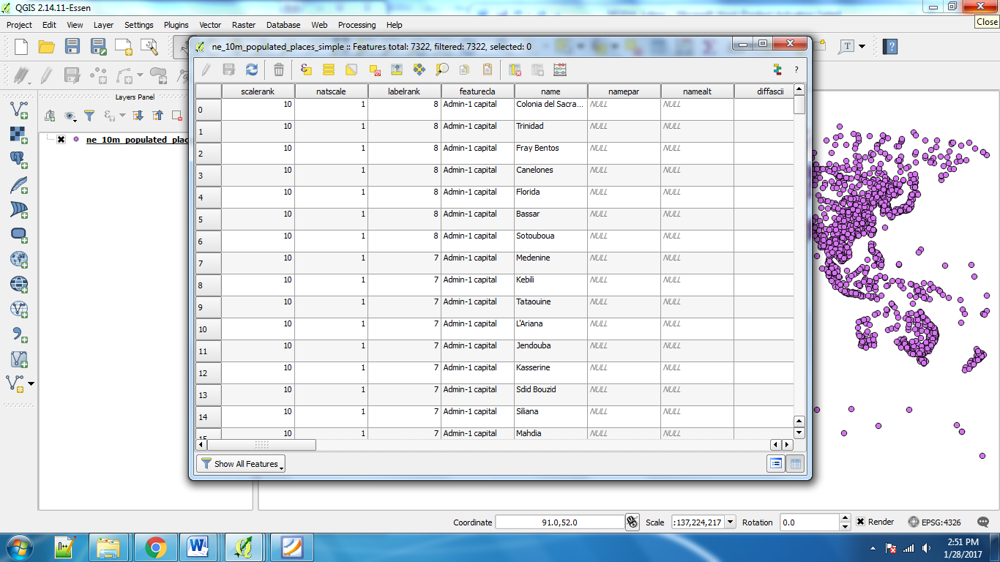 QGIS 2.14.11-Essen
Close
Project Edit View Layer Settings Plugins Vector Raster Database Web Processing Help
ne_10m_populated_places_simple :: Features total: 7322, filtered: 7322, selected: 0
T
?
?
Layers Panel
ne_10m_populated_plac
scalerank natscale labelrank featurecla name namepar namealt diffascii
0 10 1 8 Admin-1 capital Colonia del Sacra... NULL NULL
1 10 1 8 Admin-1 capital Trinidad NULL NULL
2 10 1 8 Admin-1 capital Fray Bentos NULL NULL
3 10 1 8 Admin-1 capital Canelones NULL NULL
4 10 1 8 Admin-1 capital Florida NULL NULL
5 10 1 8 Admin-1 capital Bassar NULL NULL
6 10 1 8 Admin-1 capital Sotouboua NULL NULL
7 10 1 7 Admin-1 capital Medenine NULL NULL
8 10 1 7 Admin-1 capital Kebili NULL NULL
9 10 1 7 Admin-1 capital Tataouine NULL NULL
10 10 1 7 Admin-1 capital L'Ariana NULL NULL
11 10 1 7 Admin-1 capital Jendouba NULL NULL
12 10 1 7 Admin-1 capital Kasserine NULL NULL
13 10 1 7 Admin-1 capital Sdid Bouzid NULL NULL
14 10 1 7 Admin-1 capital Siliana NULL NULL
15 10 1 7 Admin-1 capital Mahdia NULL NULL
Show All Features
Coordinate 91.0,52.0 Scale :137,224,217 Rotation 0.0 Render EPSG:4326
2:51 PM
1/28/2017